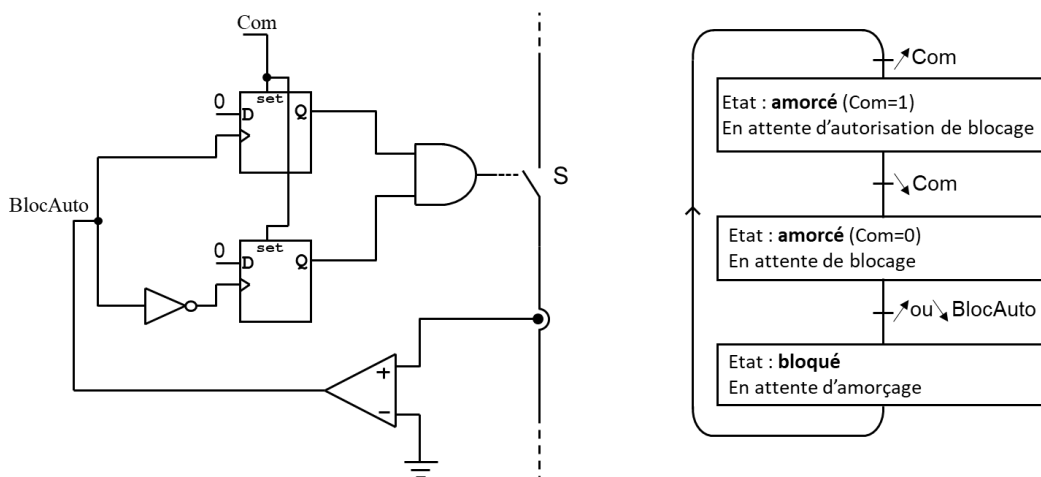 Com
0
D
set
Q
BlocAuto
0
D
set
Q
+
−
S
Com
Etat : amorcé (Com=1)
En attente d'autorisation de blocage
Com
Etat : amorcé (Com=0)
En attente de blocage
ou BlocAuto
Etat : bloqué
En attente d'amorçage